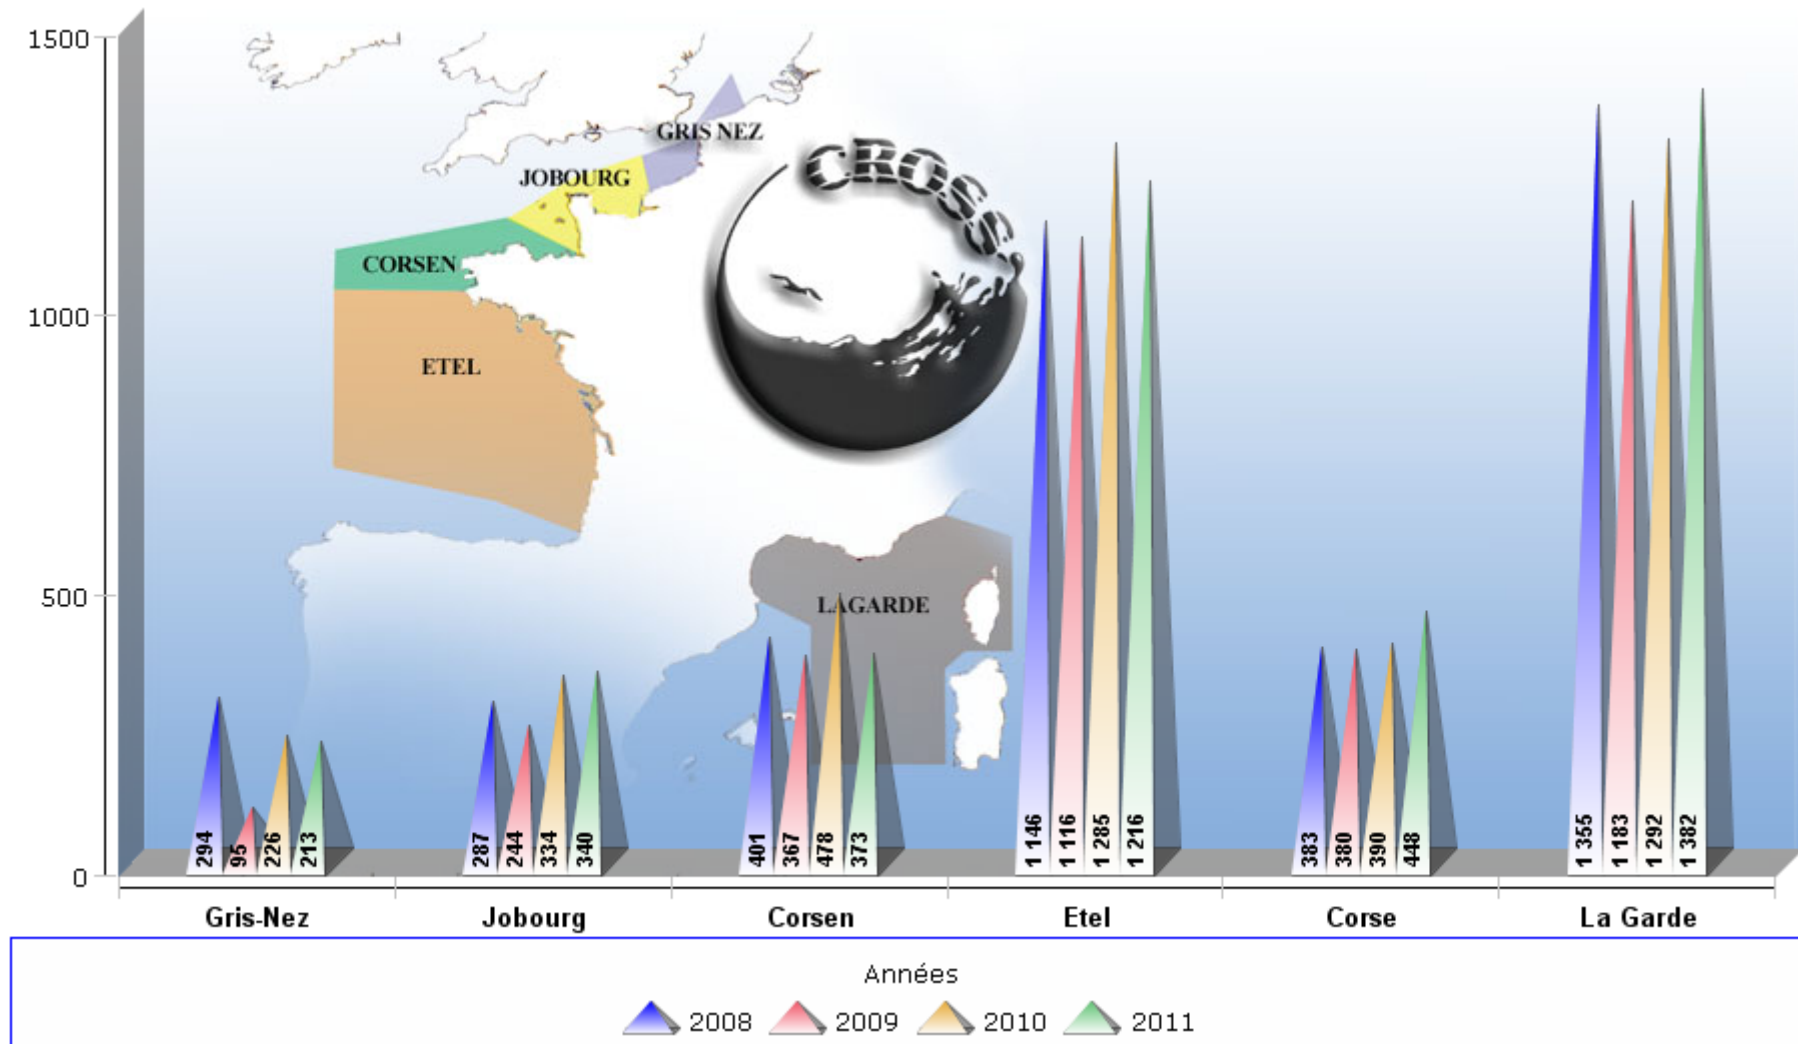 1500
1000
500
0
GRIS NEZ
JOBOURG
CORSEN
ETEL
LAGARDE
CROSS
294 95 226 213
287 244 334 340
401 367 478 373
1 146 1 116 1 285 1 216
383 380 390 448
1 355 1 183 1 292 1 382
Gris-Nez Jobourg Corsen Etel Corse La Garde
Années
2008 2009 2010 2011